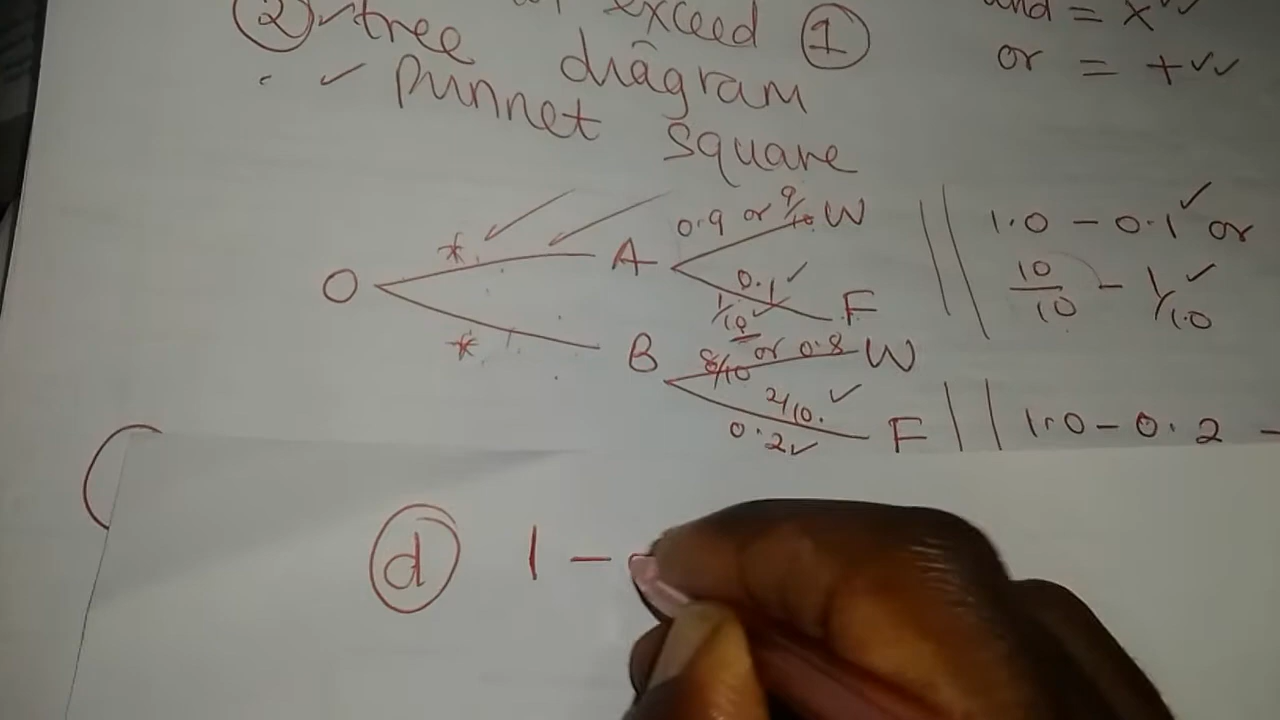 exceed ① and = x ✓✓
② ✓ tree diagram or = + ✓✓
✓ Punnet square
O * A 0.9 or 9/10 W || 1.0 - 0.1 ✓ or
0.1 ✓ 1/10 ✓ F 10/10 - 1/10 ✓
* B 8/10 or 0.8 W
2/10. ✓ 0.2 ✓ F || 1.0 - 0.2 -
ⓓ 1 -